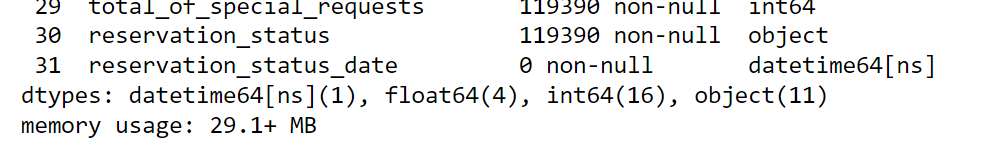 29  total_of_special_requests       119390 non-null  int64
30  reservation_status              119390 non-null  object
31  reservation_status_date         0 non-null       datetime64[ns]
dtypes: datetime64[ns](1), float64(4), int64(16), object(11)
memory usage: 29.1+ MB